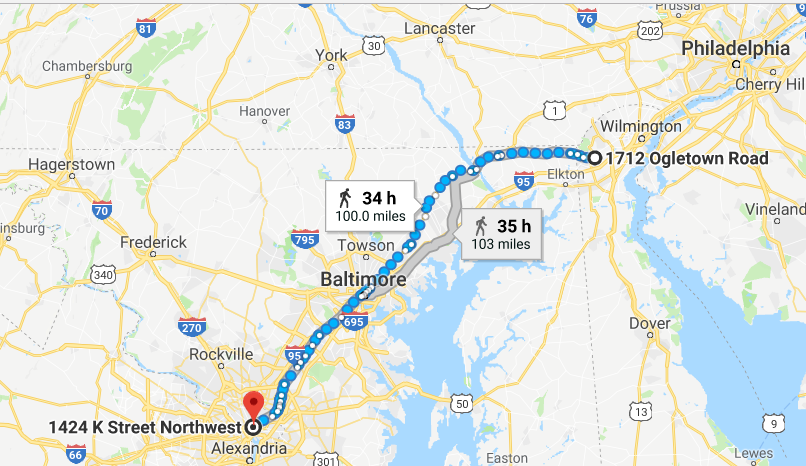 Prussia
81
Lancaster
76
202
York
30
Philadelphia
Chambersburg
Cherry Hil
Hanover
1
83
Wilmington
1712 Ogletown Road
Hagerstown
Elkton
95
34 h
100.0 miles
70
35 h
103 miles
Vineland
insburg
795
Frederick
Towson
340
Baltimore
695
270
Dover
Rockville
95
50
13
9
1424 K Street Northwest
Alexandria
66
301
Easton
Lewes